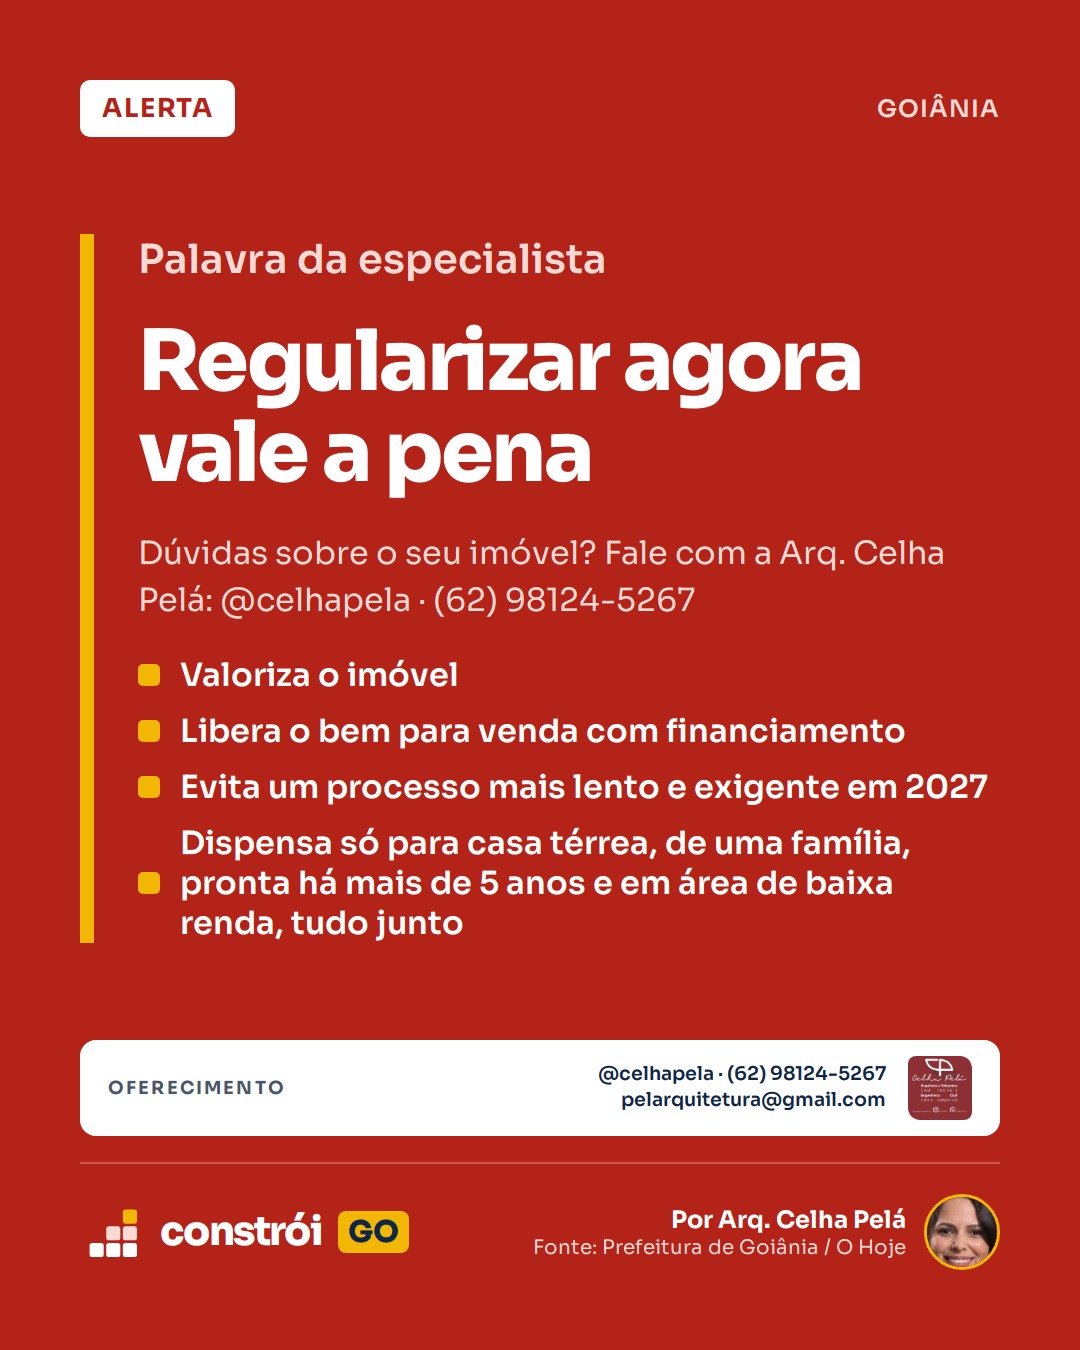 ALERTA
GOIÂNIA
Palavra da especialista
Regularizar agora
vale a pena
Dúvidas sobre o seu imóvel? Fale com a Arq. Celha
Pelá: @celhapela · (62) 98124-5267
Valoriza o imóvel
Libera o bem para venda com financiamento
Evita um processo mais lento e exigente em 2027
Dispensa só para casa térrea, de uma família,
pronta há mais de 5 anos e em área de baixa
renda, tudo junto
OFERECIMENTO
@celhapela · (62) 98124-5267
pelarquitetura@gmail.com
Celha Pelá
constrói GO
Por Arq. Celha Pelá
Fonte: Prefeitura de Goiânia / O Hoje